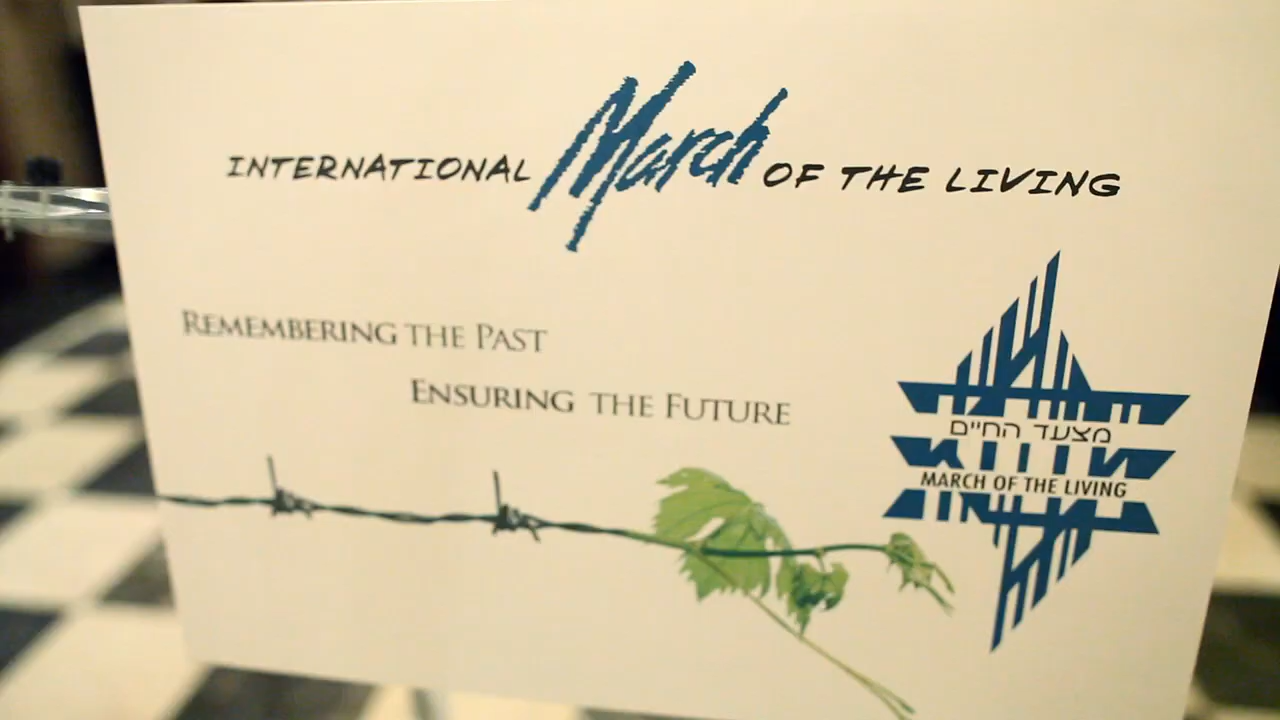 INTERNATIONAL March OF THE LIVING
REMEMBERING THE PAST
ENSURING THE FUTURE
מצעד החיים
MARCH OF THE LIVING